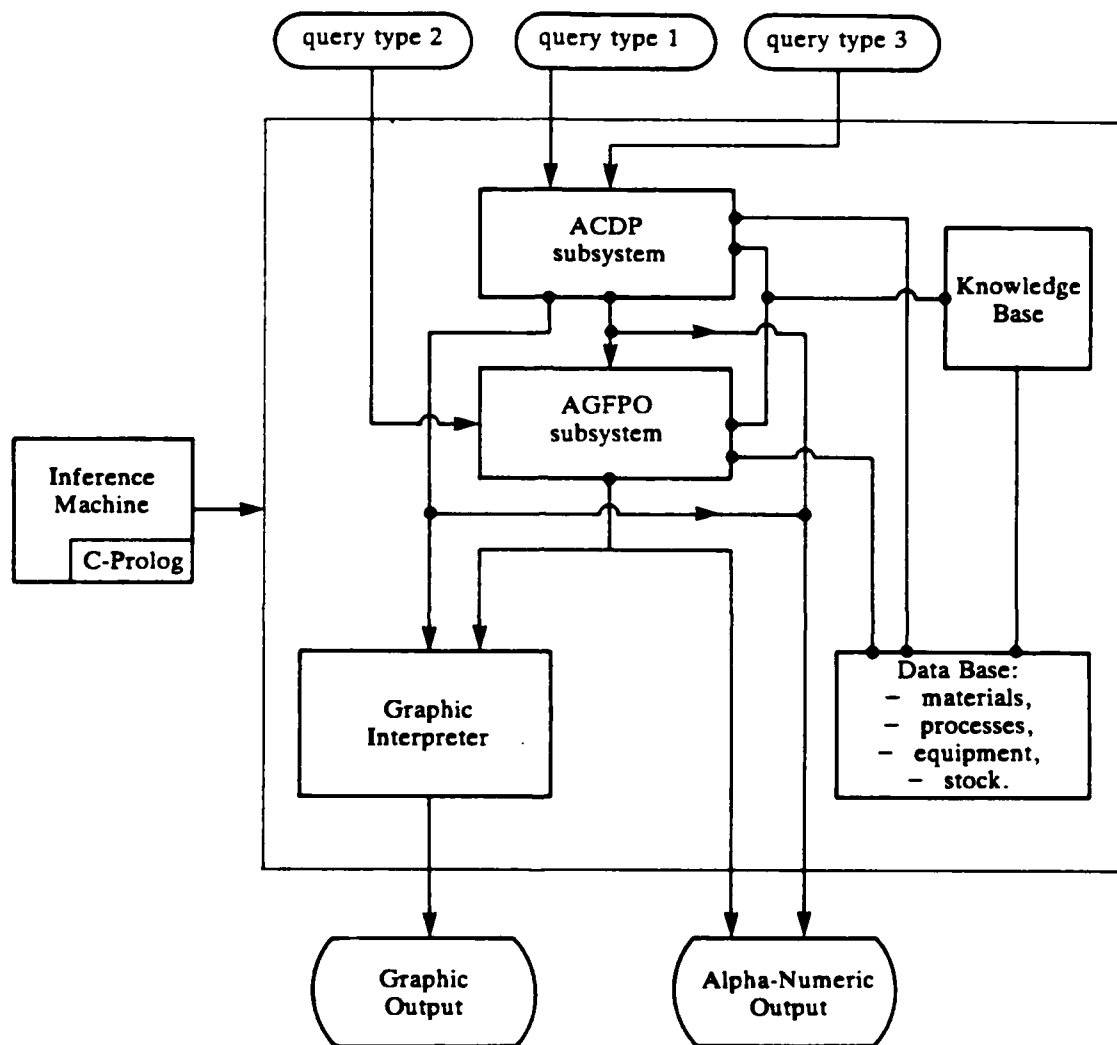 query type 2
query type 1
query type 3
ACDP
subsystem
Knowledge
Base
AGFPO
subsystem
Inference
Machine
C-Prolog
Graphic
Interpreter
Data Base:
- materials,
- processes,
- equipment,
- stock.
Graphic
Output
Alpha-Numeric
Output